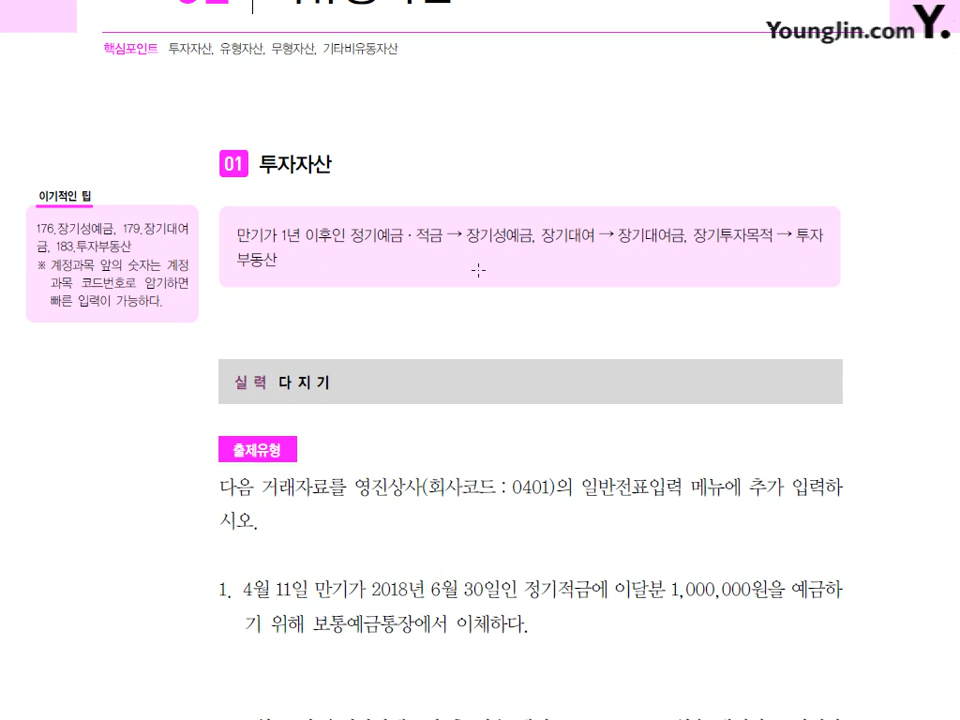 YoungJin.com Y.
핵심포인트 투자자산, 유형자산, 무형자산, 기타비유동자산
01 투자자산
이기적인 팁
176.장기성예금, 179.장기대여
금, 183.투자부동산
※ 계정과목 앞의 숫자는 계정
과목 코드번호로 암기하면
빠른 입력이 가능하다.
만기가 1년 이후인 정기예금·적금 → 장기성예금, 장기대여 → 장기대여금, 장기투자목적 → 투자
부동산
실력 다지기
출제유형
다음 거래자료를 영진상사(회사코드 : 0401)의 일반전표입력 메뉴에 추가 입력하
시오.
1. 4월 11일 만기가 2018년 6월 30일인 정기적금에 이달분 1,000,000원을 예금하
기 위해 보통예금통장에서 이체하다.